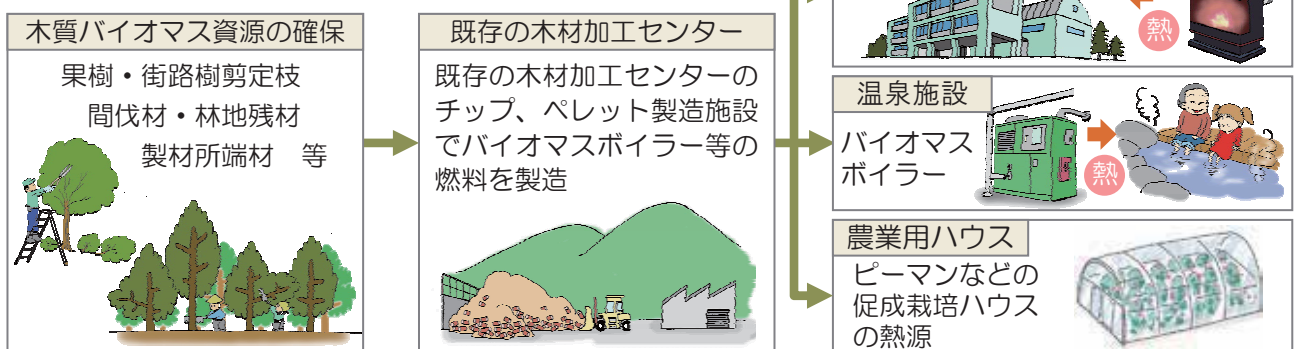 木質バイオマス資源の確保
果樹・街路樹剪定枝
間伐材・林地残材
製材所端材　等
既存の木材加工センター
既存の木材加工センターの
チップ、ペレット製造施設
でバイオマスボイラー等の
燃料を製造
熱
温泉施設
バイオマス
ボイラー
熱
農業用ハウス
ピーマンなどの
促成栽培ハウス
の熱源